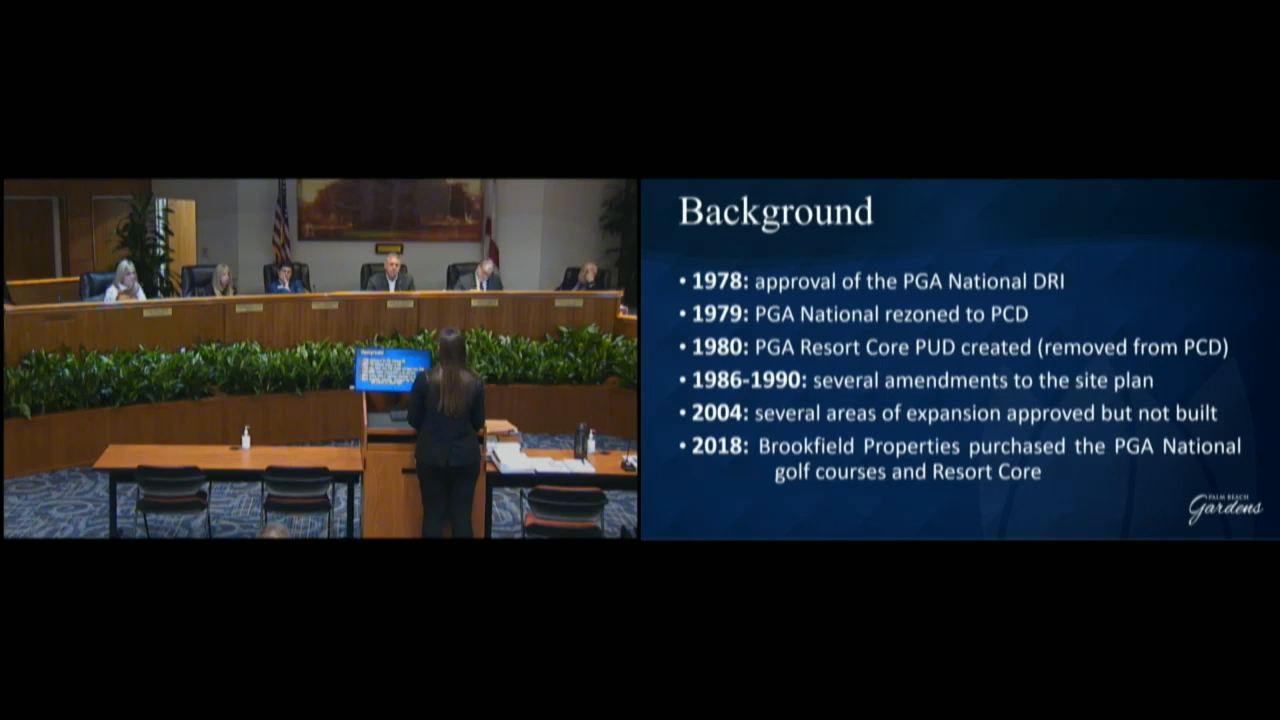 Background
• 1978: approval of the PGA National DRI
• 1979: PGA National rezoned to PCD
• 1980: PGA Resort Core PUD created (removed from PCD)
• 1986-1990: several amendments to the site plan
• 2004: several areas of expansion approved but not built
• 2018: Brookfield Properties purchased the PGA National
golf courses and Resort Core
PALM BEACH
Gardens